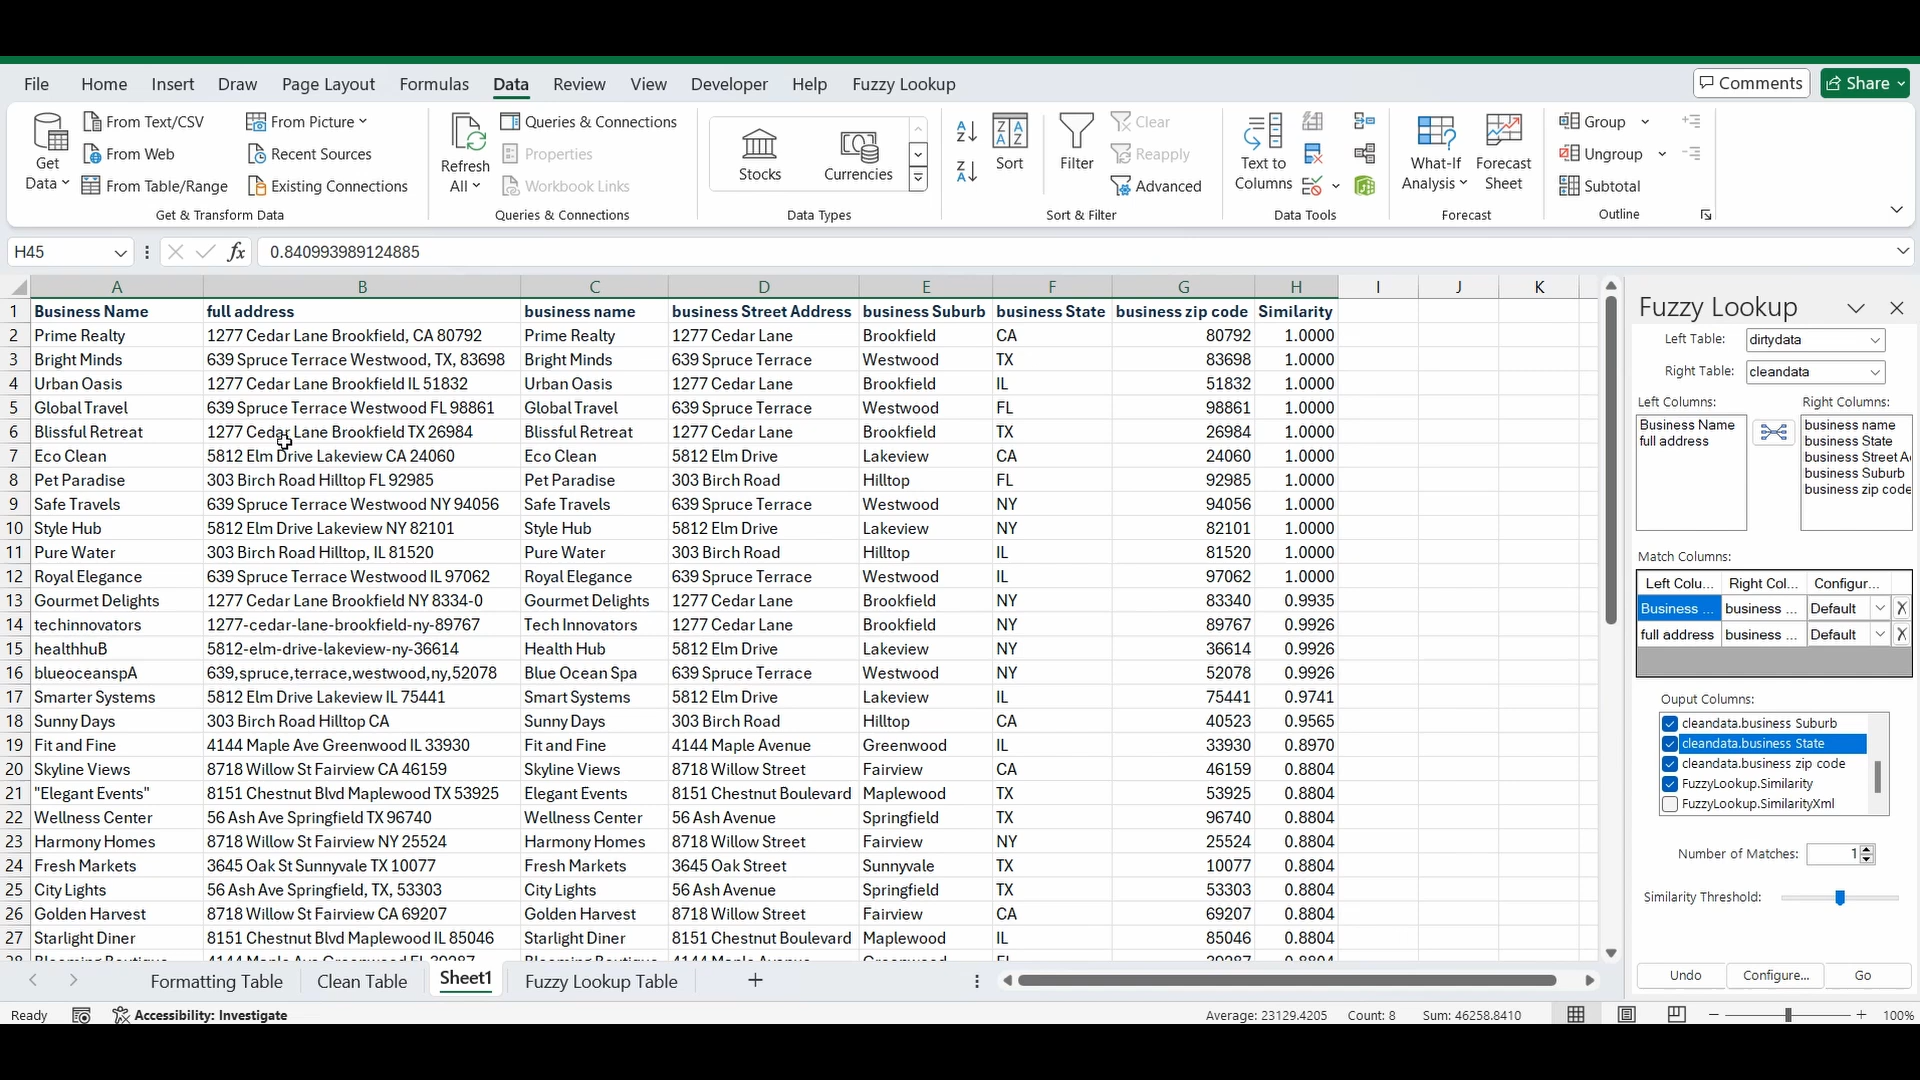 File Home Insert Draw Page Layout Formulas Data Review View Developer Help Fuzzy Lookup Comments Share
Get Data From Text/CSV From Web From Table/Range From Picture Recent Sources Existing Connections
Get & Transform Data
Refresh All Queries & Connections Properties Workbook Links
Queries & Connections
Stocks Currencies
Data Types
Sort Filter Clear Reapply Advanced
Sort & Filter
Text to Columns
Data Tools
What-If Analysis Forecast Sheet
Forecast
Group Ungroup Subtotal
Outline
H45 fx 0.840993989124885
A B C D E F G H I J K
1 Business Name full address business name business Street Address business Suburb business State business zip code Similarity
2 Prime Realty 1277 Cedar Lane Brookfield, CA 80792 Prime Realty 1277 Cedar Lane Brookfield CA 80792 1.0000
3 Bright Minds 639 Spruce Terrace Westwood, TX, 83698 Bright Minds 639 Spruce Terrace Westwood TX 83698 1.0000
4 Urban Oasis 1277 Cedar Lane Brookfield IL 51832 Urban Oasis 1277 Cedar Lane Brookfield IL 51832 1.0000
5 Global Travel 639 Spruce Terrace Westwood FL 98861 Global Travel 639 Spruce Terrace Westwood FL 98861 1.0000
6 Blissful Retreat 1277 Cedar Lane Brookfield TX 26984 Blissful Retreat 1277 Cedar Lane Brookfield TX 26984 1.0000
7 Eco Clean 5812 Elm Drive Lakeview CA 24060 Eco Clean 5812 Elm Drive Lakeview CA 24060 1.0000
8 Pet Paradise 303 Birch Road Hilltop FL 92985 Pet Paradise 303 Birch Road Hilltop FL 92985 1.0000
9 Safe Travels 639 Spruce Terrace Westwood NY 94056 Safe Travels 639 Spruce Terrace Westwood NY 94056 1.0000
10 Style Hub 5812 Elm Drive Lakeview NY 82101 Style Hub 5812 Elm Drive Lakeview NY 82101 1.0000
11 Pure Water 303 Birch Road Hilltop, IL 81520 Pure Water 303 Birch Road Hilltop IL 81520 1.0000
12 Royal Elegance 639 Spruce Terrace Westwood IL 97062 Royal Elegance 639 Spruce Terrace Westwood IL 97062 1.0000
13 Gourmet Delights 1277 Cedar Lane Brookfield NY 8334-0 Gourmet Delights 1277 Cedar Lane Brookfield NY 83340 0.9935
14 techinnovators 1277-cedar-lane-brookfield-ny-89767 Tech Innovators 1277 Cedar Lane Brookfield NY 89767 0.9926
15 healthhuB 5812-elm-drive-lakeview-ny-36614 Health Hub 5812 Elm Drive Lakeview NY 36614 0.9926
16 blueoceanspA 639,spruce,terrace,westwood,ny,52078 Blue Ocean Spa 639 Spruce Terrace Westwood NY 52078 0.9926
17 Smarter Systems 5812 Elm Drive Lakeview IL 75441 Smart Systems 5812 Elm Drive Lakeview IL 75441 0.9741
18 Sunny Days 303 Birch Road Hilltop CA Sunny Days 303 Birch Road Hilltop CA 40523 0.9565
19 Fit and Fine 4144 Maple Ave Greenwood IL 33930 Fit and Fine 4144 Maple Avenue Greenwood IL 33930 0.8970
20 Skyline Views 8718 Willow St Fairview CA 46159 Skyline Views 8718 Willow Street Fairview CA 46159 0.8804
21 "Elegant Events" 8151 Chestnut Blvd Maplewood TX 53925 Elegant Events 8151 Chestnut Boulevard Maplewood TX 53925 0.8804
22 Wellness Center 56 Ash Ave Springfield TX 96740 Wellness Center 56 Ash Avenue Springfield TX 96740 0.8804
23 Harmony Homes 8718 Willow St Fairview NY 25524 Harmony Homes 8718 Willow Street Fairview NY 25524 0.8804
24 Fresh Markets 3645 Oak St Sunnyvale TX 10077 Fresh Markets 3645 Oak Street Sunnyvale TX 10077 0.8804
25 City Lights 56 Ash Ave Springfield, TX, 53303 City Lights 56 Ash Avenue Springfield TX 53303 0.8804
26 Golden Harvest 8718 Willow St Fairview CA 69207 Golden Harvest 8718 Willow Street Fairview CA 69207 0.8804
27 Starlight Diner 8151 Chestnut Blvd Maplewood IL 85046 Starlight Diner 8151 Chestnut Boulevard Maplewood IL 85046 0.8804
Fuzzy Lookup
Left Table: dirtydata
Right Table: cleandata
Left Columns: Right Columns:
Business Name business name
full address business State
business Street A
business Suburb
business zip code
Match Columns:
Left Colu... Right Col... Configur...
Business ... business ... Default X
full address business ... Default X
Ouput Columns:
cleandata.business Suburb
cleandata.business State
cleandata.business zip code
FuzzyLookup.Similarity
FuzzyLookup.SimilarityXml
Number of Matches: 1
Similarity Threshold:
Undo Configure... Go
Formatting Table Clean Table Sheet1 Fuzzy Lookup Table
Ready Accessibility: Investigate Average: 23129.4205 Count: 8 Sum: 46258.8410 100%